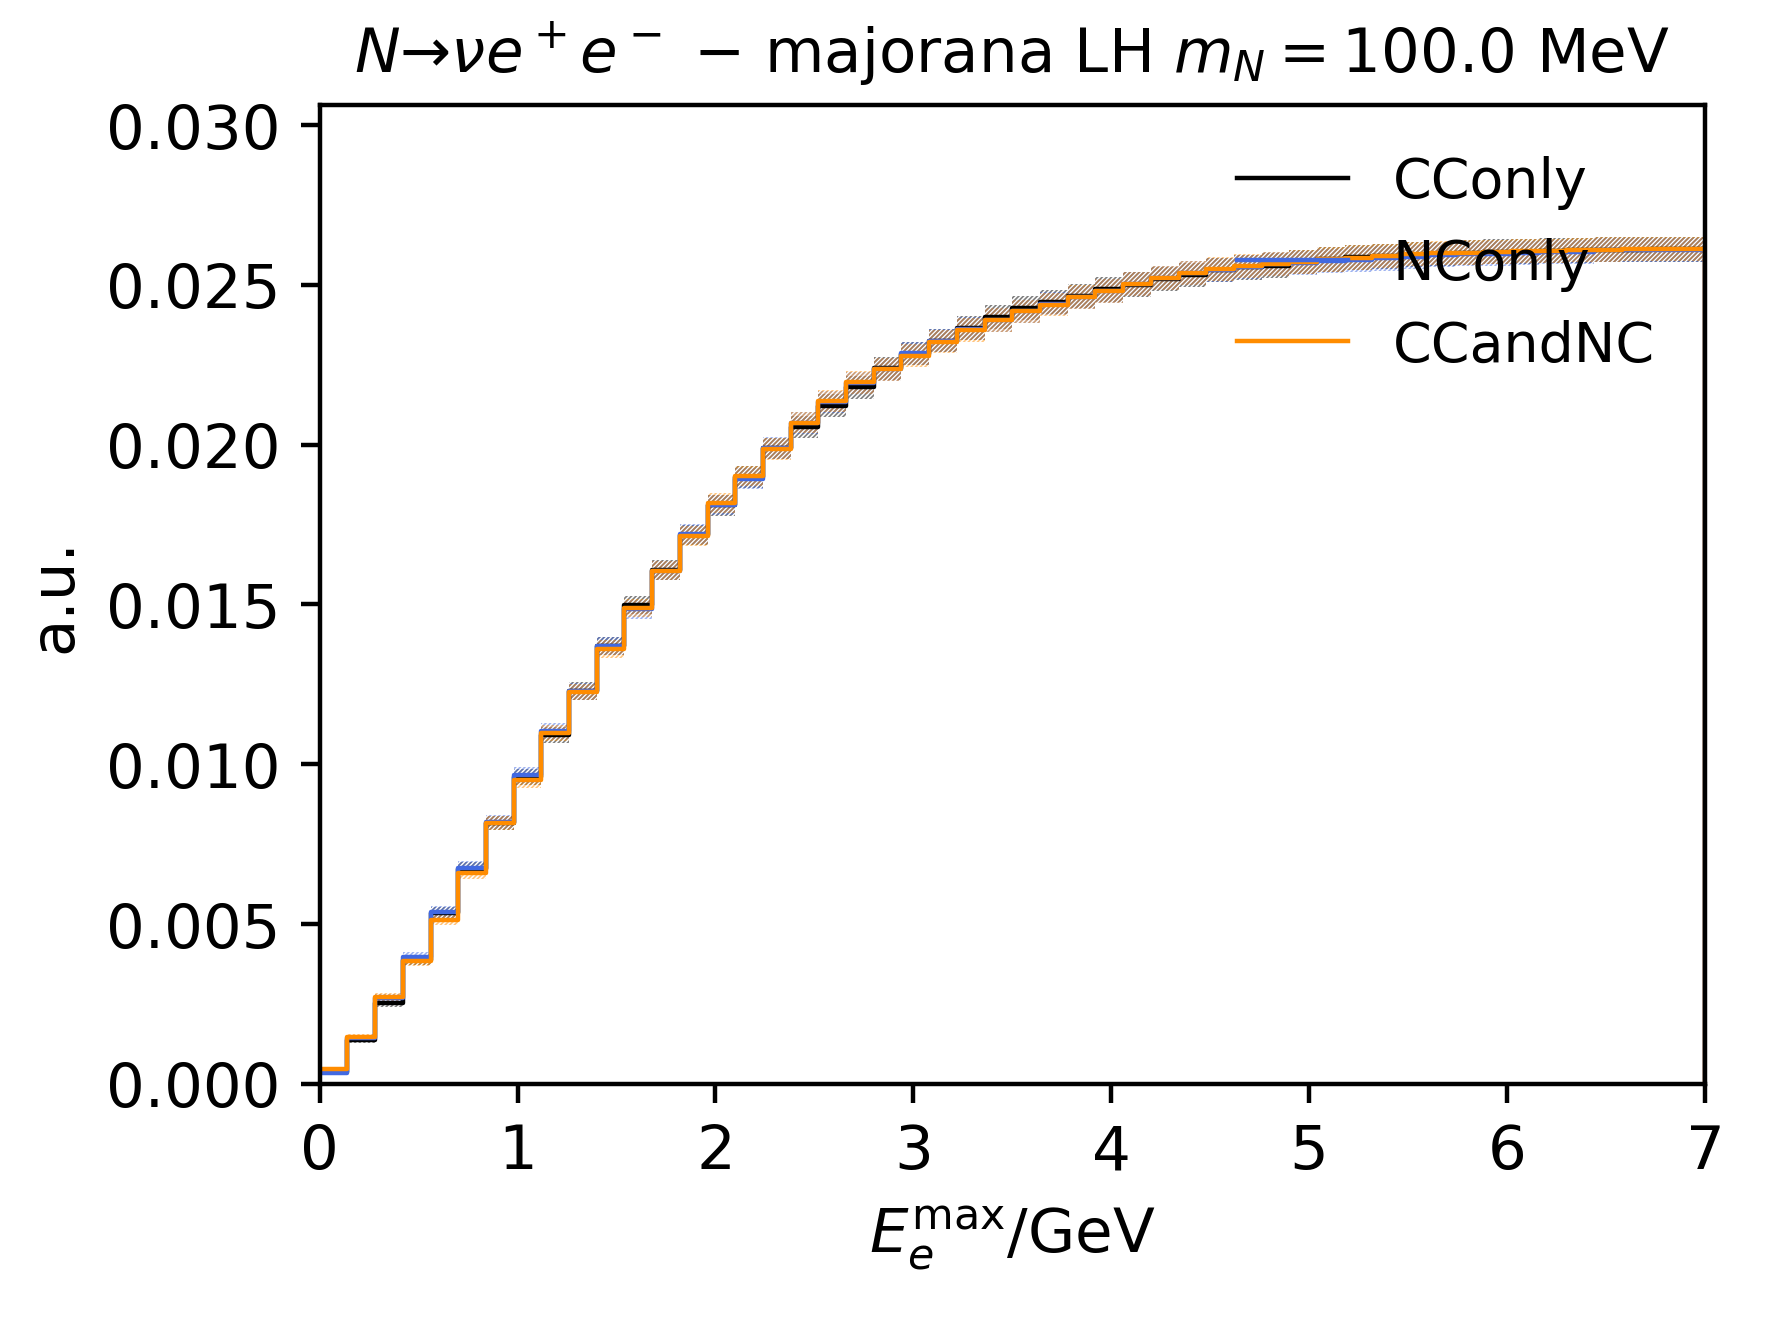 N→νe⁺e⁻ − majorana LH m_N = 100.0 MeV
0.030
0.025
0.020
0.015
0.010
0.005
0.000
a.u.
CConly
NConly
CCandNC
0 1 2 3 4 5 6 7
E_e^max/GeV